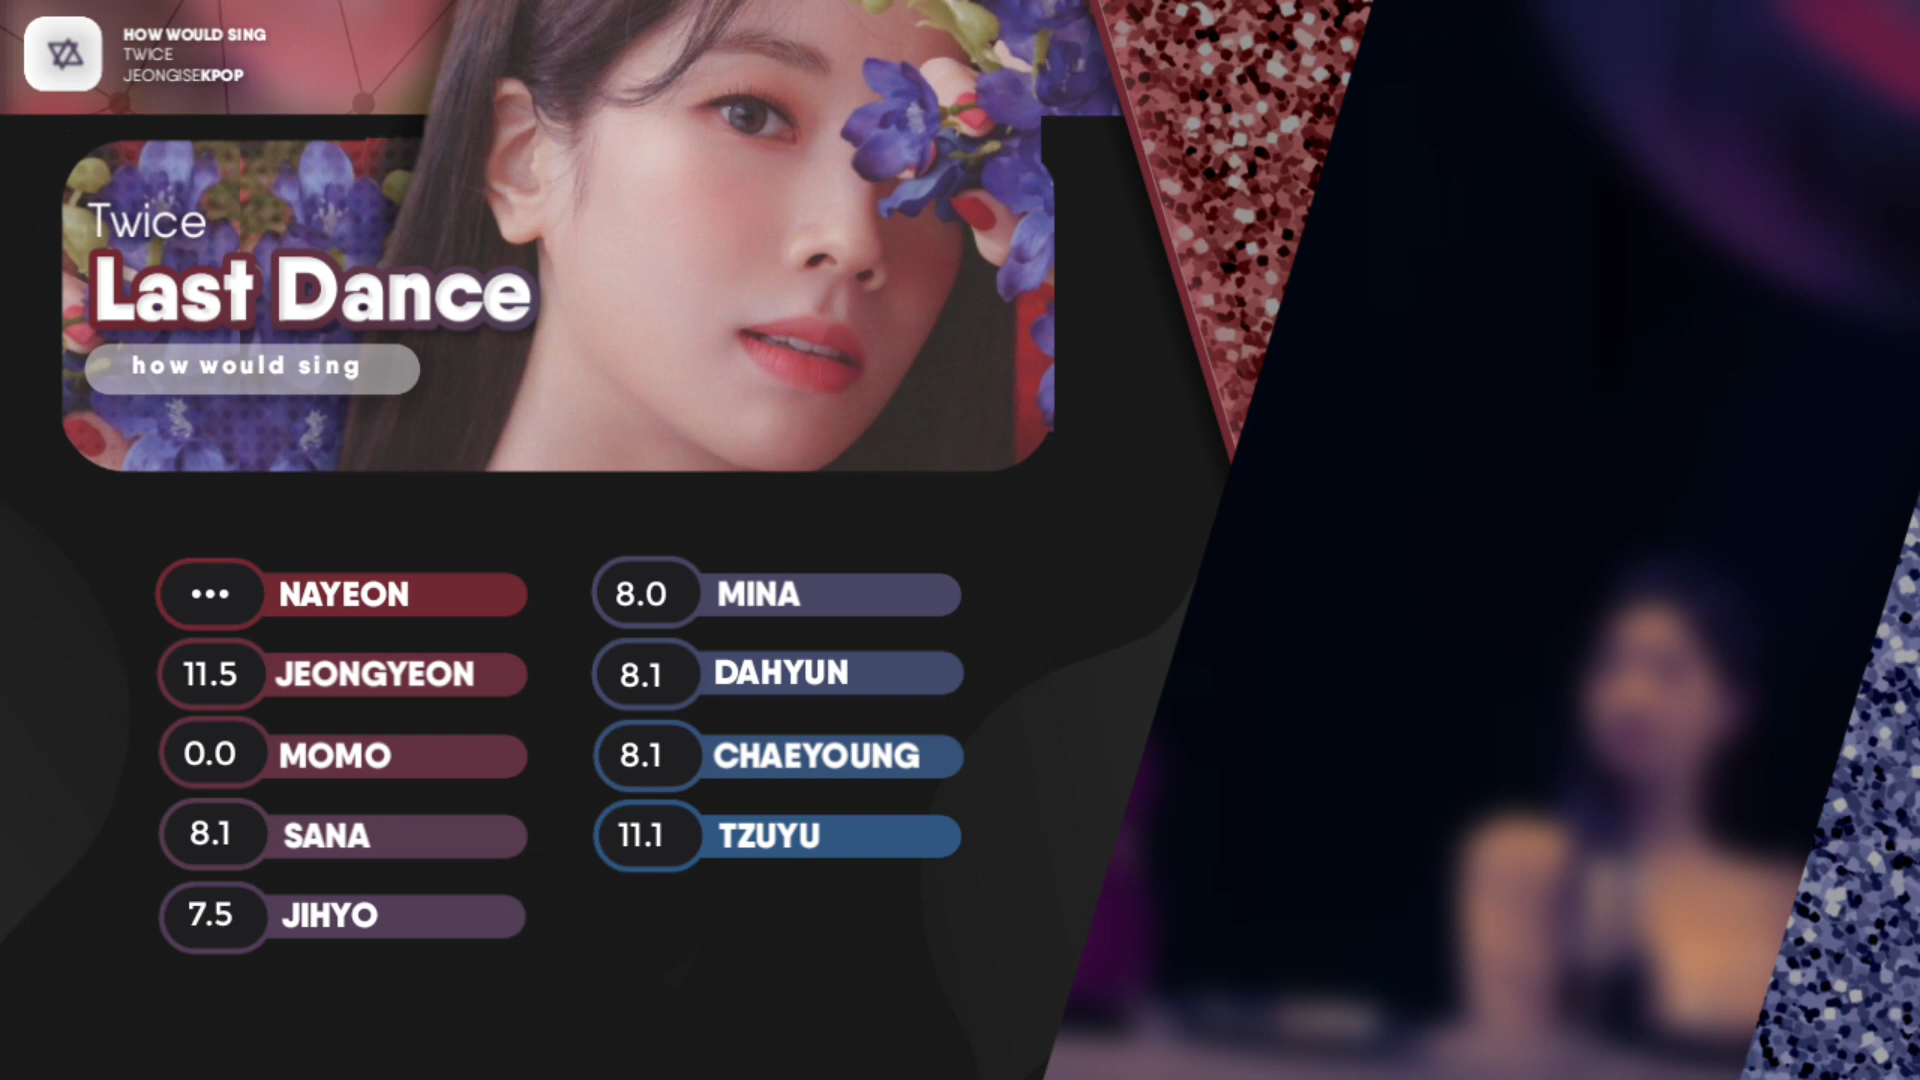 HOW WOULD SING
TWICE
JEONGISEKPOP
Twice
Last Dance
how would sing
••• NAYEON
11.5 JEONGYEON
0.0 MOMO
8.1 SANA
7.5 JIHYO
8.0 MINA
8.1 DAHYUN
8.1 CHAEYOUNG
11.1 TZUYU